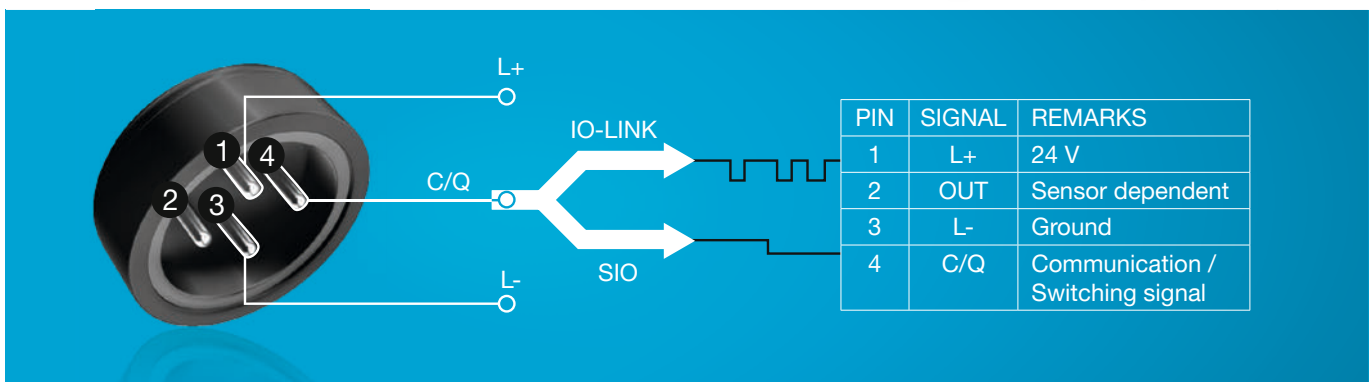 L+
IO-LINK
1
4
C/Q
2
3
SIO
L-
PIN SIGNAL REMARKS
1 L+ 24 V
2 OUT Sensor dependent
3 L- Ground
4 C/Q Communication /
Switching signal